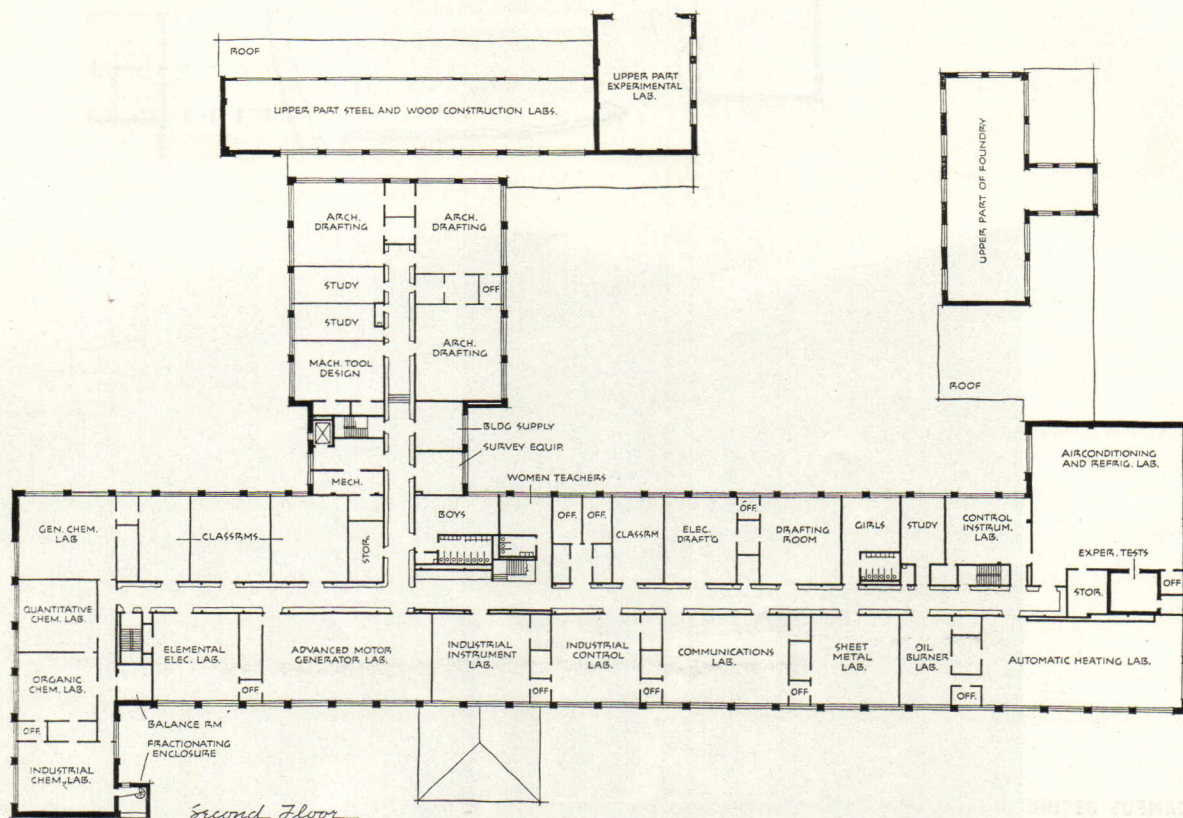 ROOF
UPPER PART
EXPERIMENTAL
LAB.
UPPER PART STEEL AND WOOD CONSTRUCTION LABS.
UPPER PART OF FOUNDRY
ARCH.
DRAFTING
ARCH.
DRAFTING
STUDY
OFF
STUDY
ARCH.
DRAFTING
MACH. TOOL
DESIGN
ROOF
BLDG SUPPLY
SURVEY EQUIP.
AIRCONDITIONING
AND REFRIG. LAB.
MECH.
WOMEN TEACHERS
GEN. CHEM.
LAB
CLASSRMS
STOR.
BOYS
OFF.
OFF.
CLASSRM
ELEC.
DRAFT'G
OFF.
DRAFTING
ROOM
GIRLS
STUDY
CONTROL
INSTRUM.
LAB.
EXPER. TESTS
STOR.
OFF
QUANTITATIVE
CHEM. LAB.
ELEMENTAL
ELEC. LAB.
OFF
ADVANCED MOTOR
GENERATOR LAB.
INDUSTRIAL
INSTRUMENT
LAB.
OFF
INDUSTRIAL
CONTROL LAB.
OFF
COMMUNICATIONS
LAB.
OFF
SHEET
METAL
LAB.
OIL
BURNER
LAB.
OFF.
AUTOMATIC HEATING LAB.
ORGANIC
CHEM. LAB.
BALANCE RM
OFF.
FRACTIONATING
ENCLOSURE
INDUSTRIAL
CHEM. LAB.
Second Floor